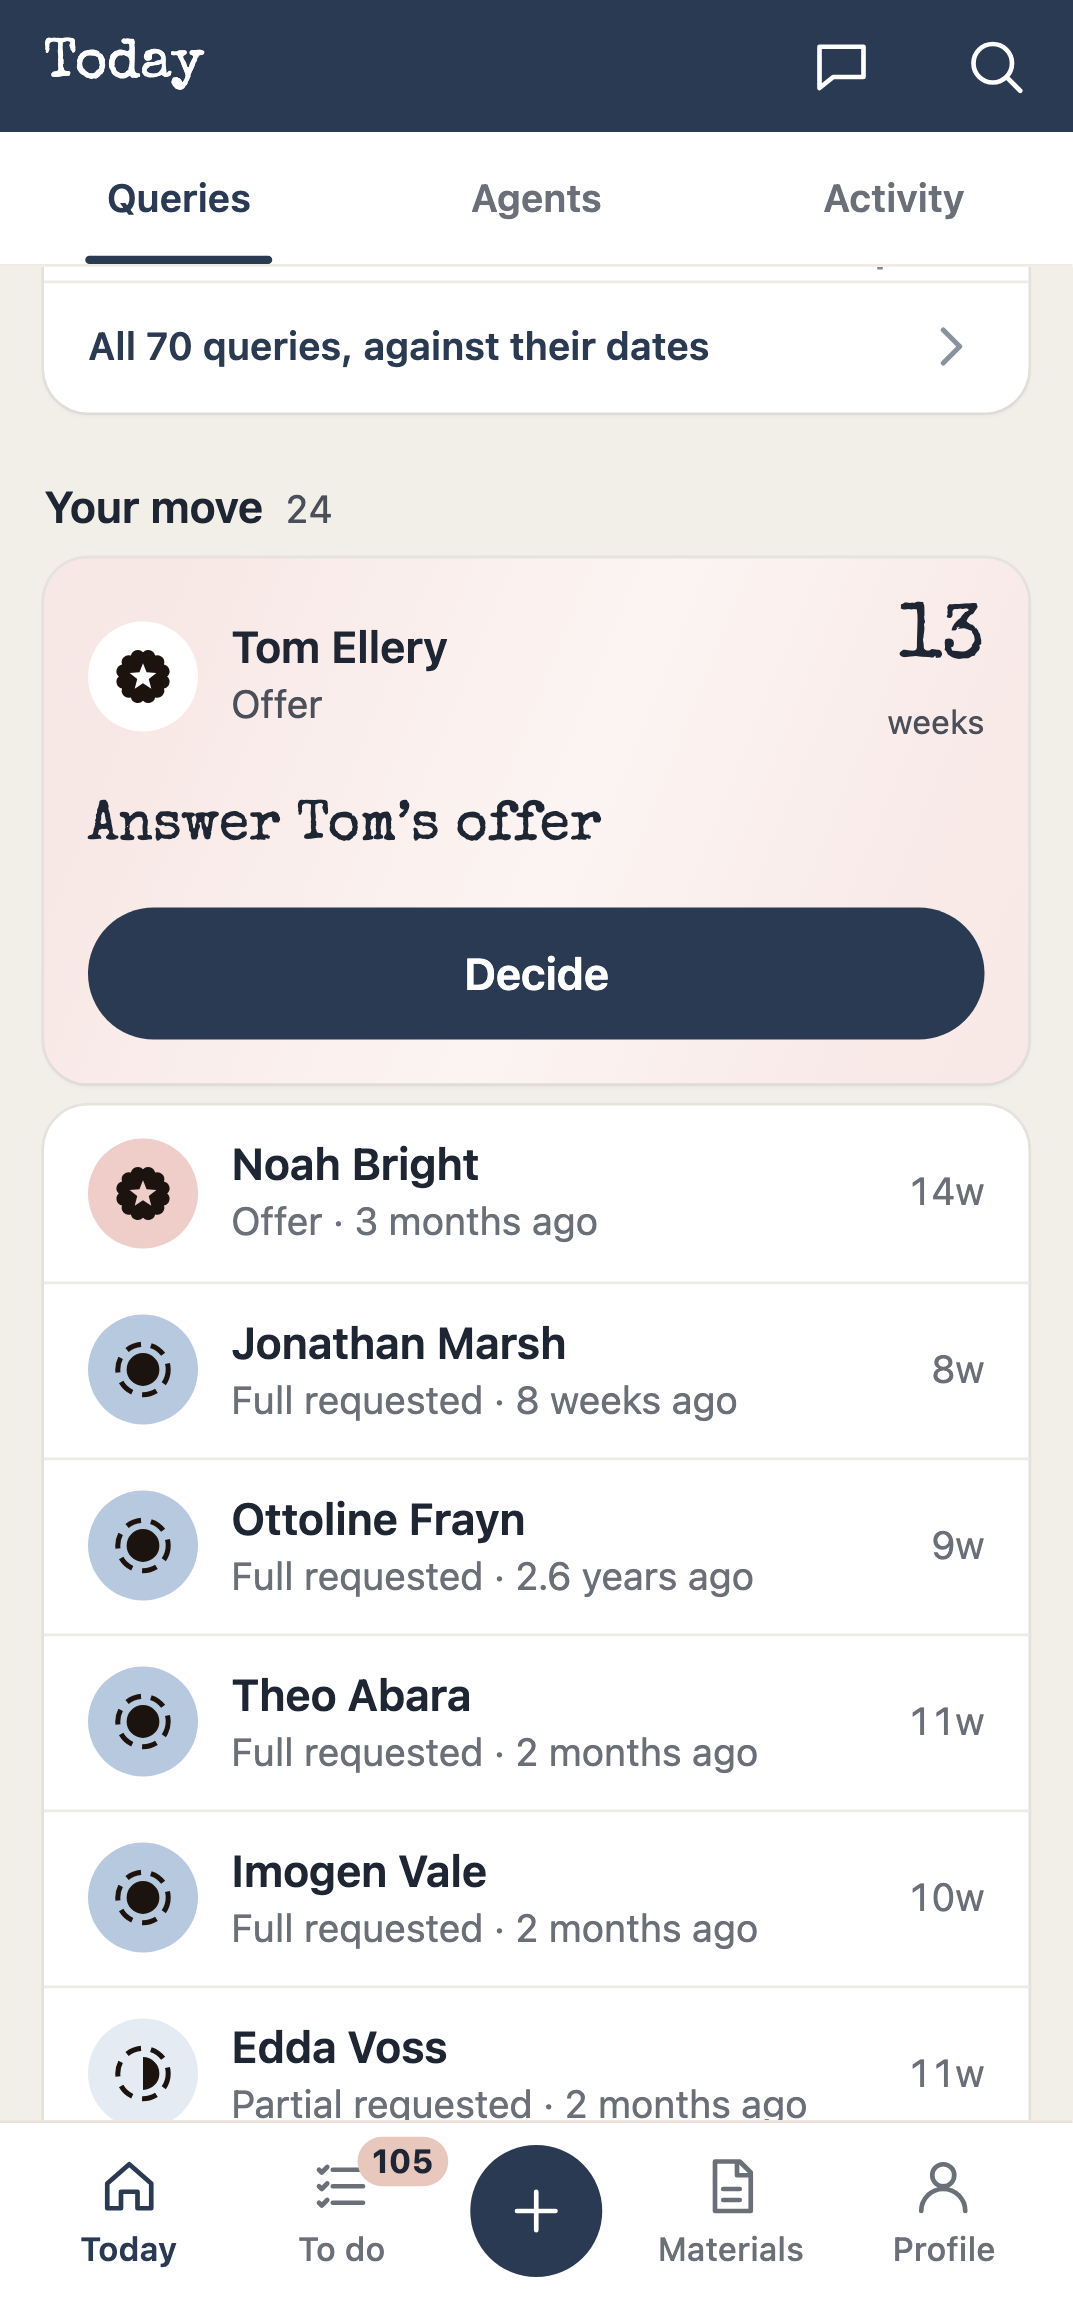 Today
Queries
Agents
Activity
All 70 queries, against their dates
Your move 24
Tom Ellery
Offer
13
weeks
Answer Tom’s offer
Decide
Noah Bright
Offer · 3 months ago
14w
Jonathan Marsh
Full requested · 8 weeks ago
8w
Ottoline Frayn
Full requested · 2.6 years ago
9w
Theo Abara
Full requested · 2 months ago
11w
Imogen Vale
Full requested · 2 months ago
10w
Edda Voss
Partial requested · 2 months ago
11w
105
Today
To do
Materials
Profile